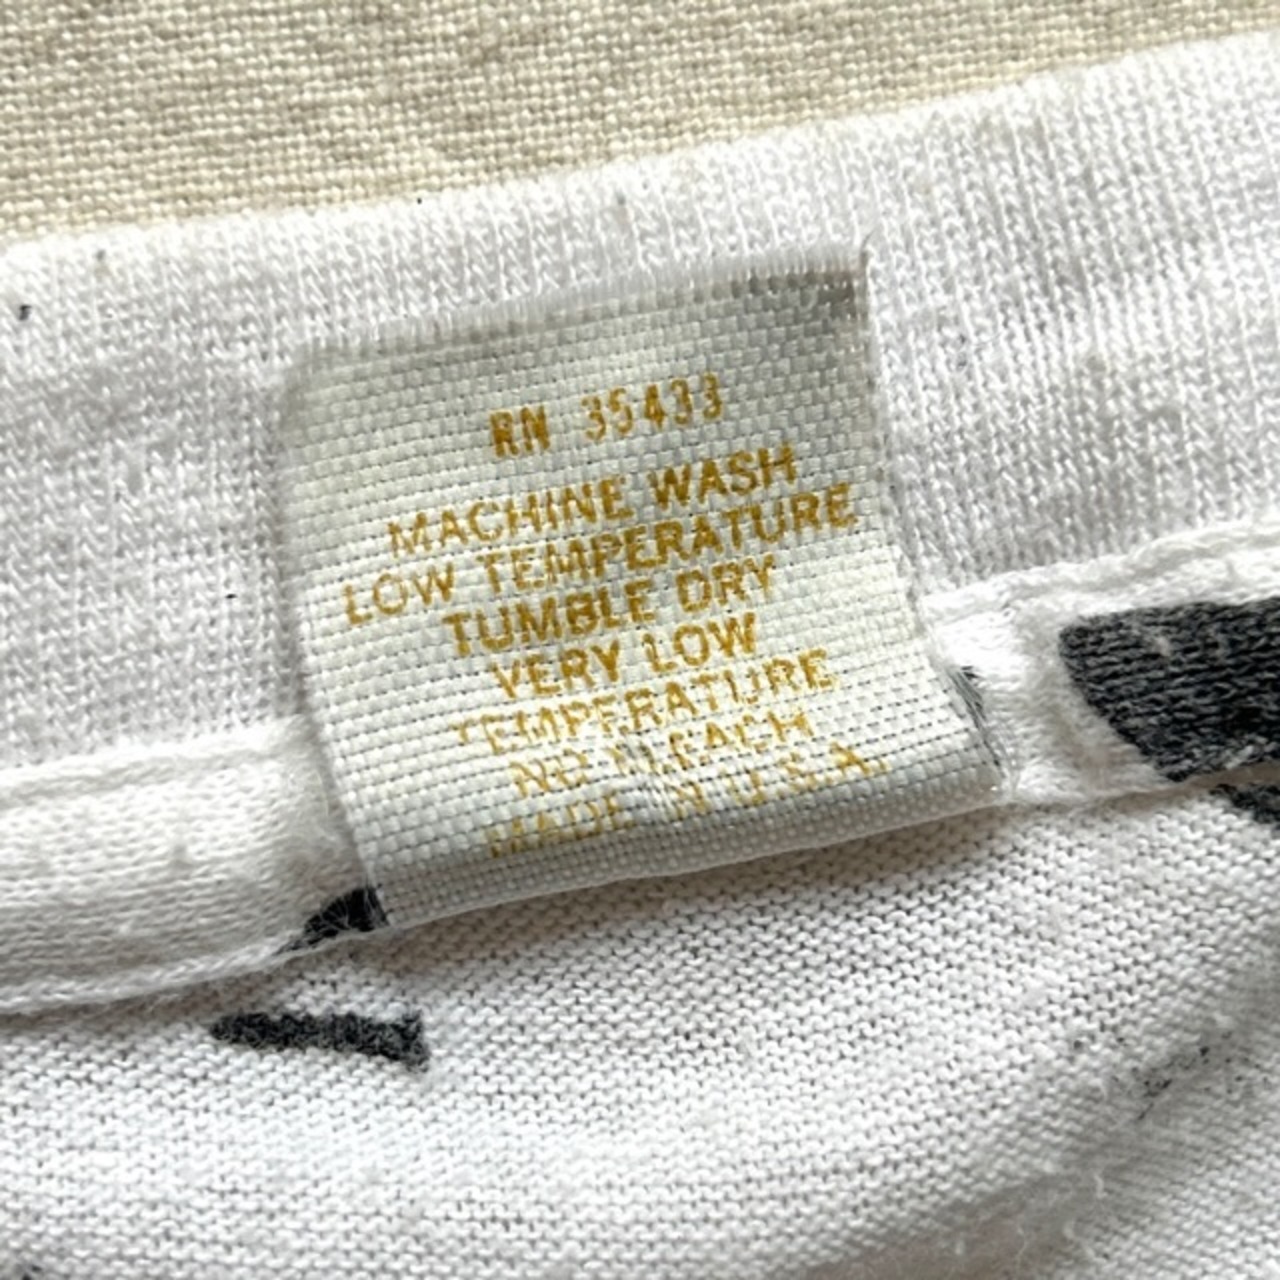 RN 35433
MACHINE WASH
LOW TEMPERATURE
TUMBLE DRY
VERY LOW
TEMPERATURE
NO BLEACH
MADE IN U.S.A.